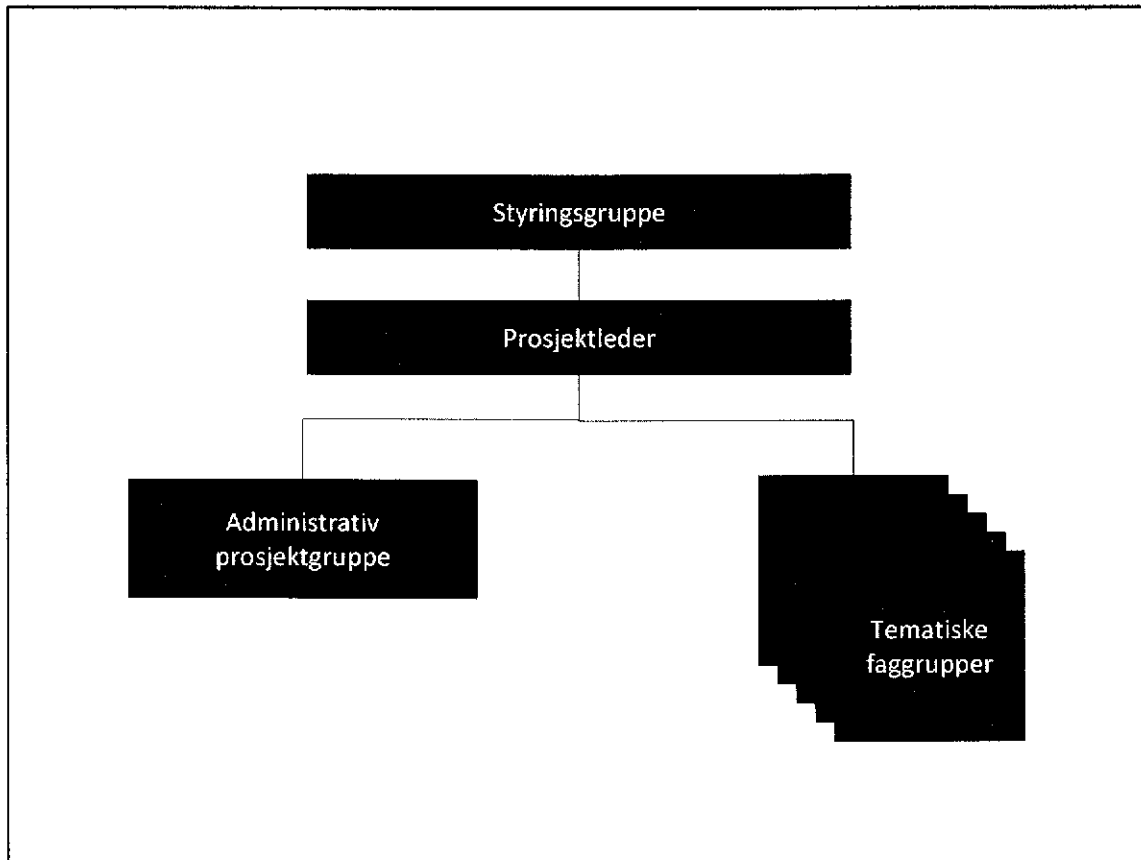 Styringsgruppe
Prosjektleder
Administrativ
prosjektgruppe
Tematiske
faggrupper